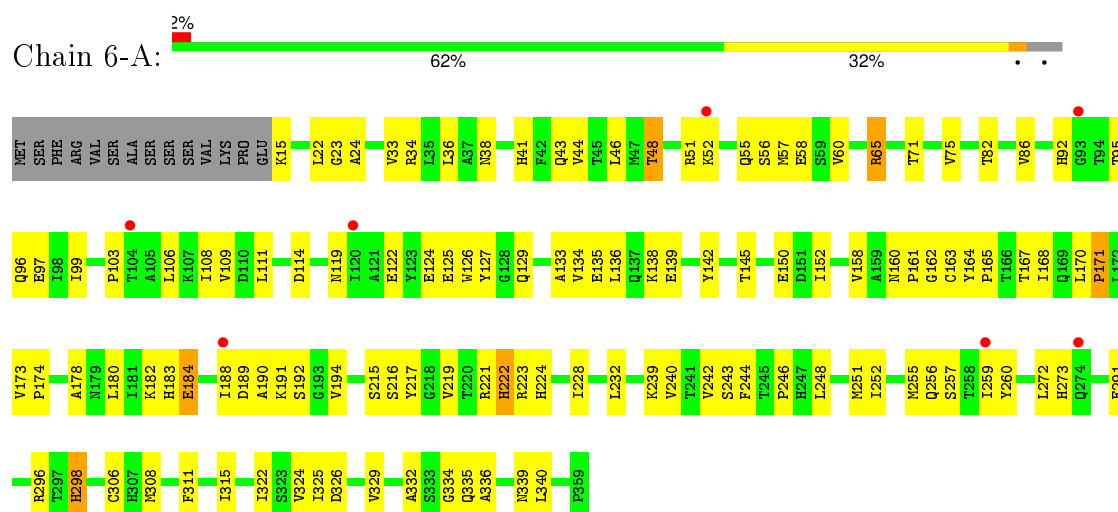 2%
Chain 6-A:
62% 32%
MET SER PHE ARG VAL SER ALA SER SER SER VAL LYS PRO GLU K15 L22 G23 A24 V33 R34 L35 L36 A37 N38 H41 F42 Q43 V44 T45 L46 M47 T48 R51 K52 Q55 S56 M57 E58 S59 V60 R65 T71 V75 T82 V86 H92 G93 T94 T95
Q96 E97 I98 I99 P103 T104 A105 L106 K107 I108 V109 D110 L111 D114 N119 I120 A121 E122 Y123 E124 E125 W126 Y127 G128 Q129 A133 V134 E135 L136 Q137 K138 E139 Y142 T145 E150 D151 I152 V158 A159 N160 P161 G162 C163 Y164 P165 T166 T167 I168 Q169 L170 P171 L172
V173 P174 A178 N179 L180 I181 K182 H183 E184 I188 D189 A190 K191 S192 G193 V194 S215 S216 Y217 G218 V219 T220 R221 H222 R223 H224 I228 L232 K239 V240 T241 V242 S243 F244 T245 P246 H247 L248 M251 I252 M255 Q256 S257 T258 I259 Y260 L272 H273 Q274
R296 T297 H298 C306 H307 M308 F311 I315 I322 S323 V324 I325 D326 V329 A332 S333 G334 Q335 A336 N339 L340 P359